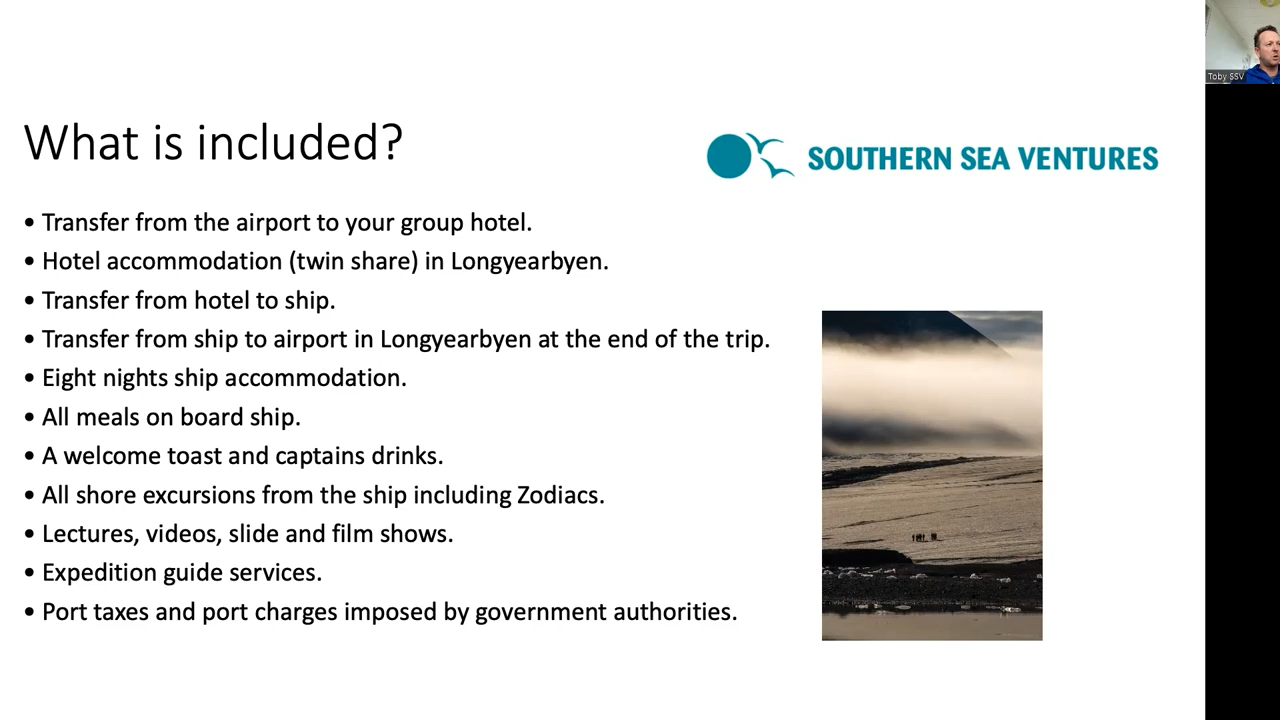 What is included?
SOUTHERN SEA VENTURES
• Transfer from the airport to your group hotel.
• Hotel accommodation (twin share) in Longyearbyen.
• Transfer from hotel to ship.
• Transfer from ship to airport in Longyearbyen at the end of the trip.
• Eight nights ship accommodation.
• All meals on board ship.
• A welcome toast and captains drinks.
• All shore excursions from the ship including Zodiacs.
• Lectures, videos, slide and film shows.
• Expedition guide services.
• Port taxes and port charges imposed by government authorities.
Toby SSV